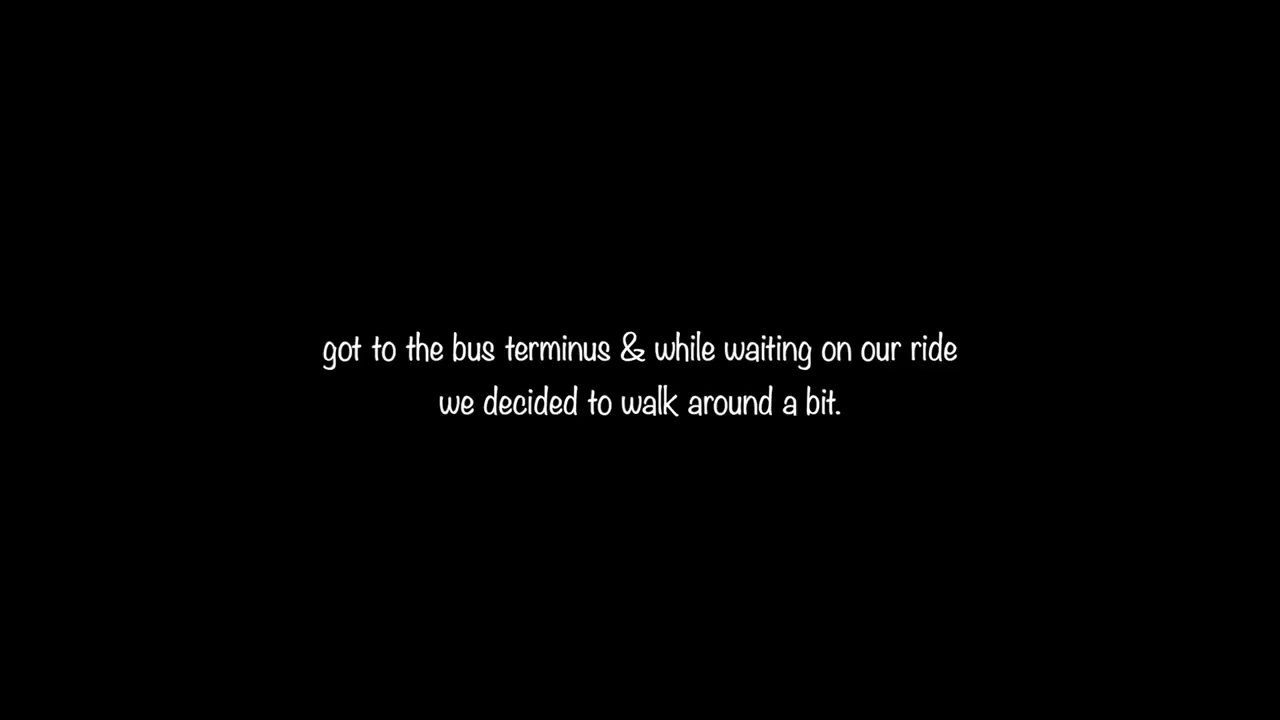 got to the bus terminus & while waiting on our ride
we decided to walk around a bit.